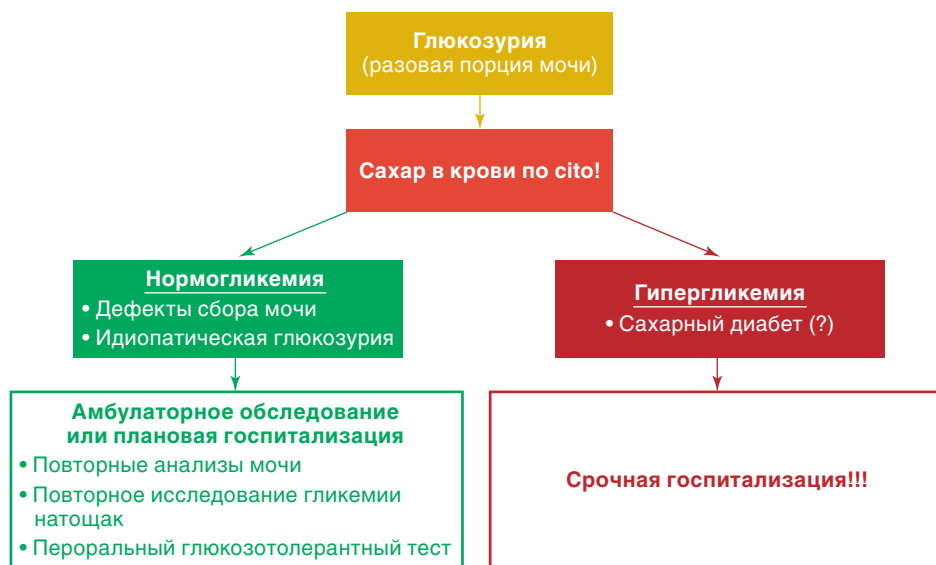 Глюкозурия
(разовая порция мочи)
Сахар в крови по cito!
Нормогликемия
• Дефекты сбора мочи
• Идиопатическая глюкозурия
Гипергликемия
• Сахарный диабет (?)
Амбулаторное обследование
или плановая госпитализация
• Повторные анализы мочи
• Повторное исследование гликемии
натощак
• Пероральный глюкозотолерантный тест
Срочная госпитализация!!!